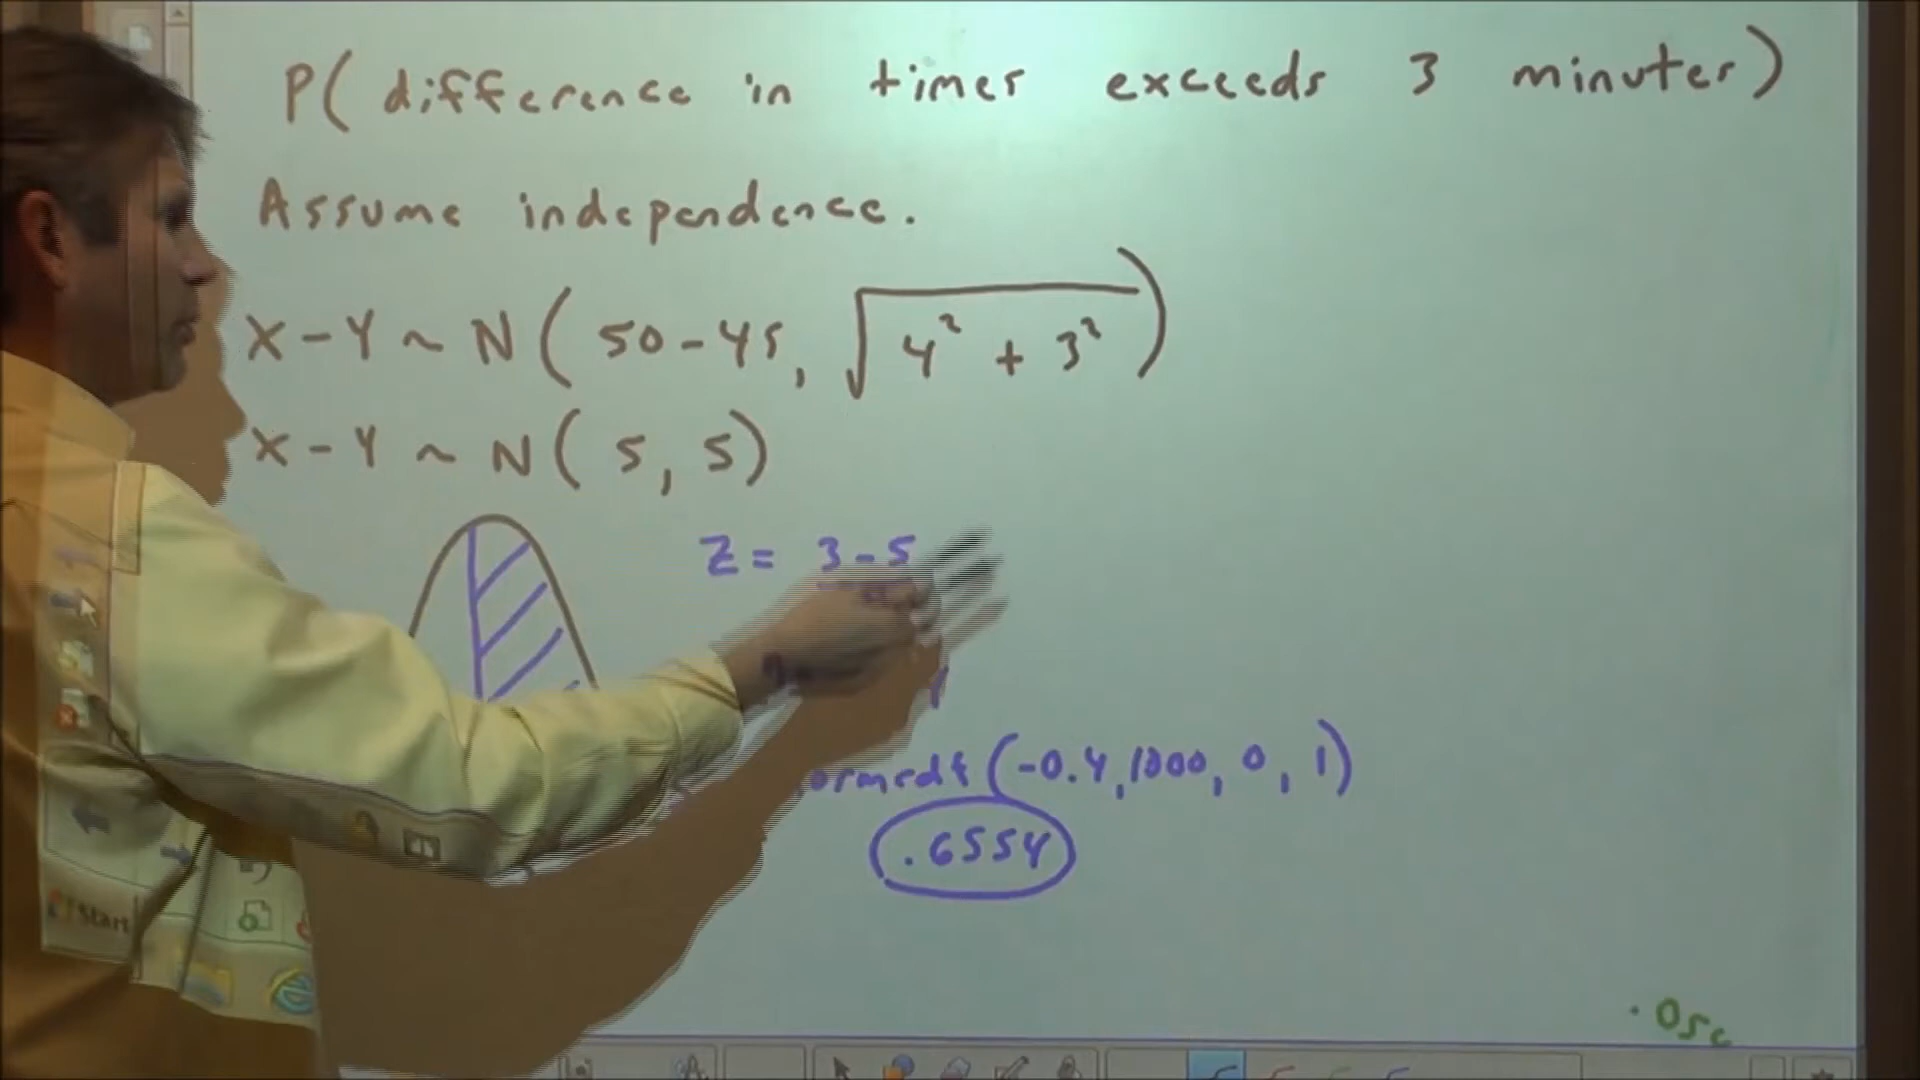 P( difference in times exceeds 3 minutes)
Assume independence.
X - Y ~ N( 50 - 45, √4² + 3² )
X - Y ~ N( 5, 5)
Z = 3 - 5
(-0.4, 1000, 0, 1)
.6554
Start